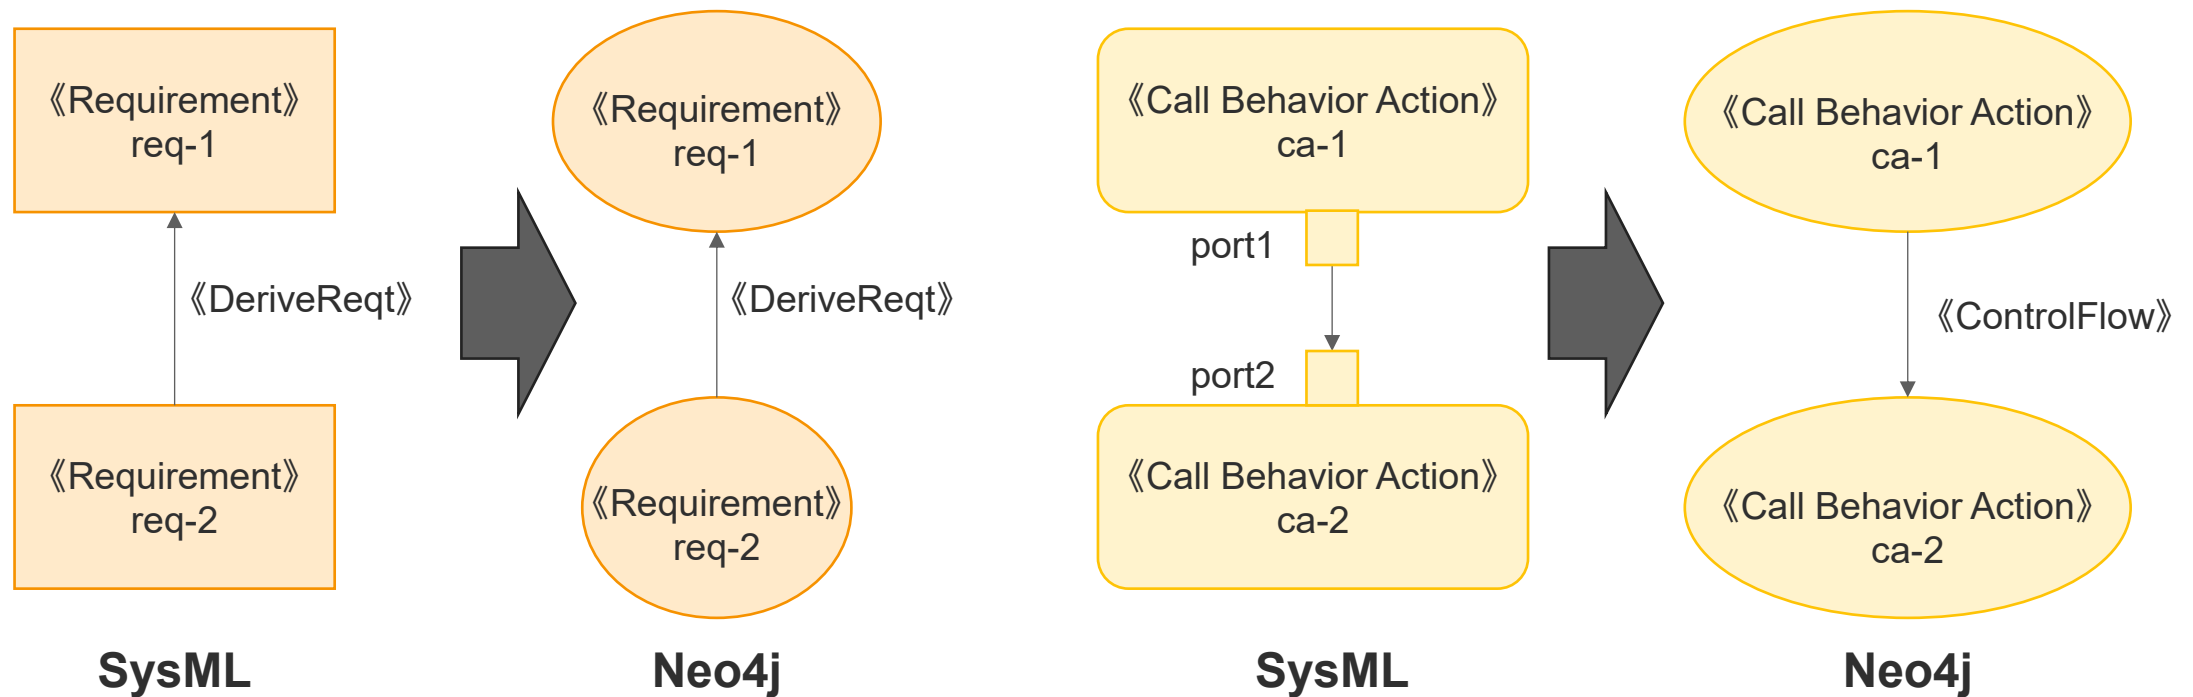 《Requirement》
req-1
《DeriveReqt》
《Requirement》
req-2
SysML
《Requirement》
req-1
《DeriveReqt》
《Requirement》
req-2
Neo4j
《Call Behavior Action》
ca-1
port1
port2
《Call Behavior Action》
ca-2
SysML
《Call Behavior Action》
ca-1
《ControlFlow》
《Call Behavior Action》
ca-2
Neo4j